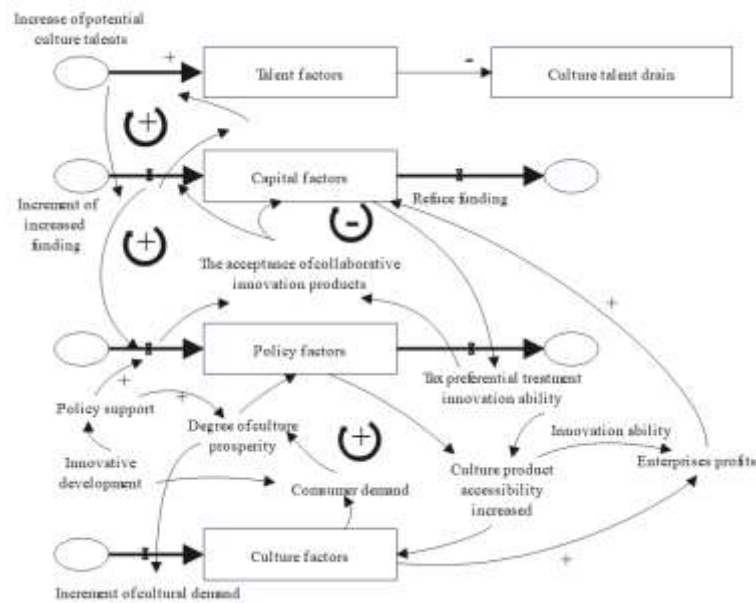 Increase of potential
culture talents
+
Talent factors
-
Culture talent drain
+
Capital factors
Increment of
increased
funding
Refuce funding
-
+
The acceptance of collaborative
innovation products
+
Policy factors
+
Policy support
+
Tax preferential treatment
innovation ability
Degree of culture
prosperity
+
Innovation ability
Innovative
development
Consumer demand
Culture product
accessibility
increased
Enterprises profits
Culture factors
+
Increment of cultural demand